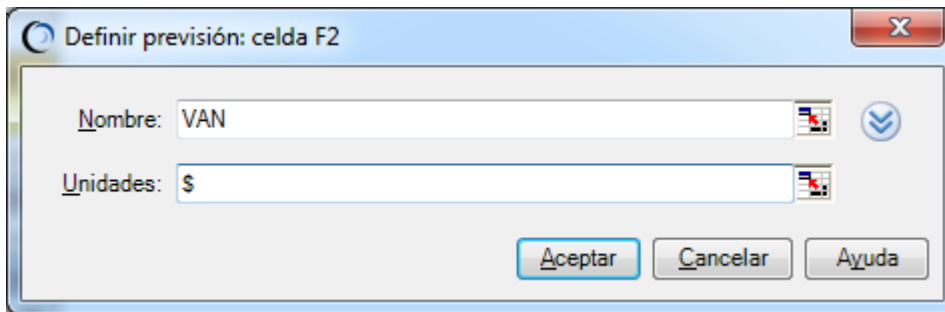 Definir previsión: celda F2
Nombre: VAN
Unidades: $
Aceptar Cancelar Ayuda